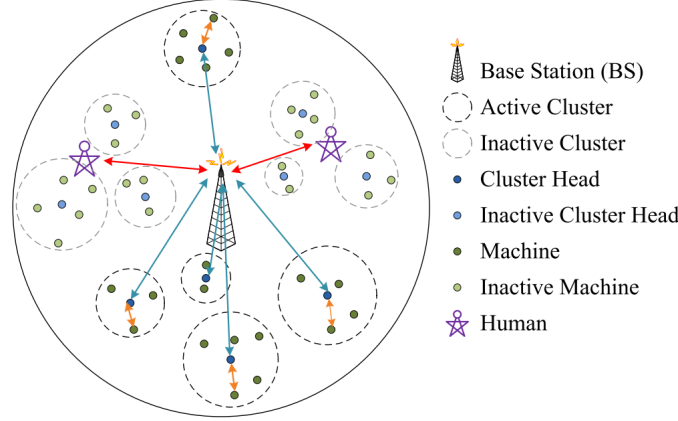 Base Station (BS)
Active Cluster
Inactive Cluster
Cluster Head
Inactive Cluster Head
Machine
Inactive Machine
Human